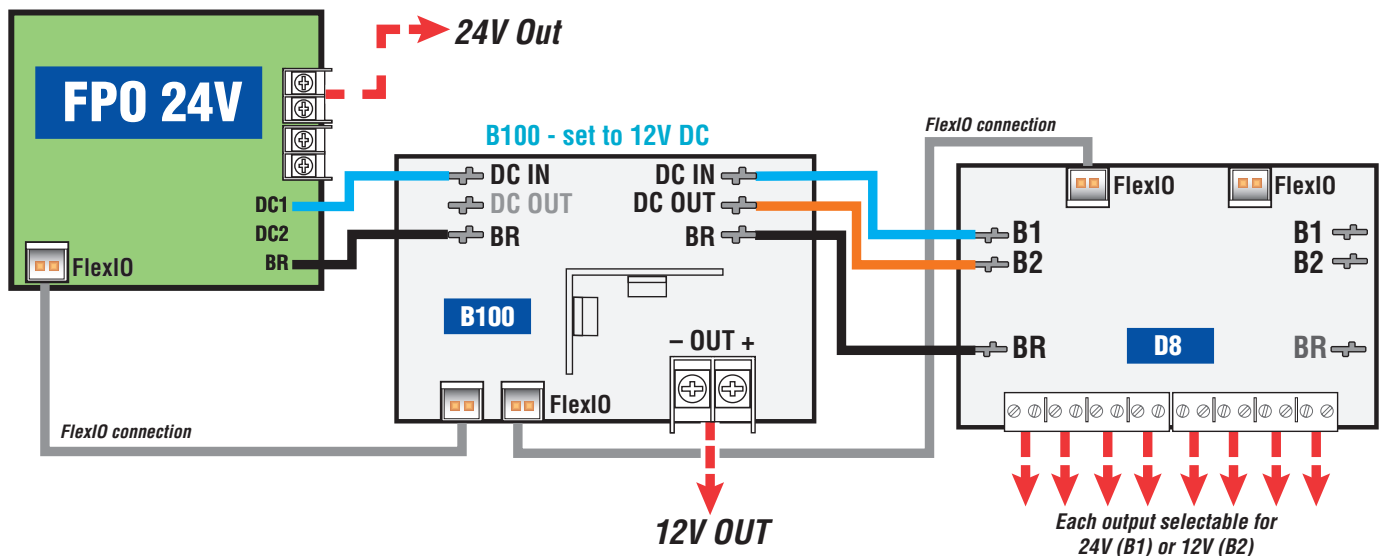 24V Out
FPO 24V
B100 - set to 12V DC
FlexIO connection
DC IN
DC OUT
BR
DC IN
DC OUT
BR
FlexIO
FlexIO
DC1
DC2
BR
B1
B2
B1
B2
FlexIO
B100
– OUT +
BR
D8
BR
FlexIO
FlexIO connection
12V OUT
Each output selectable for
24V (B1) or 12V (B2)